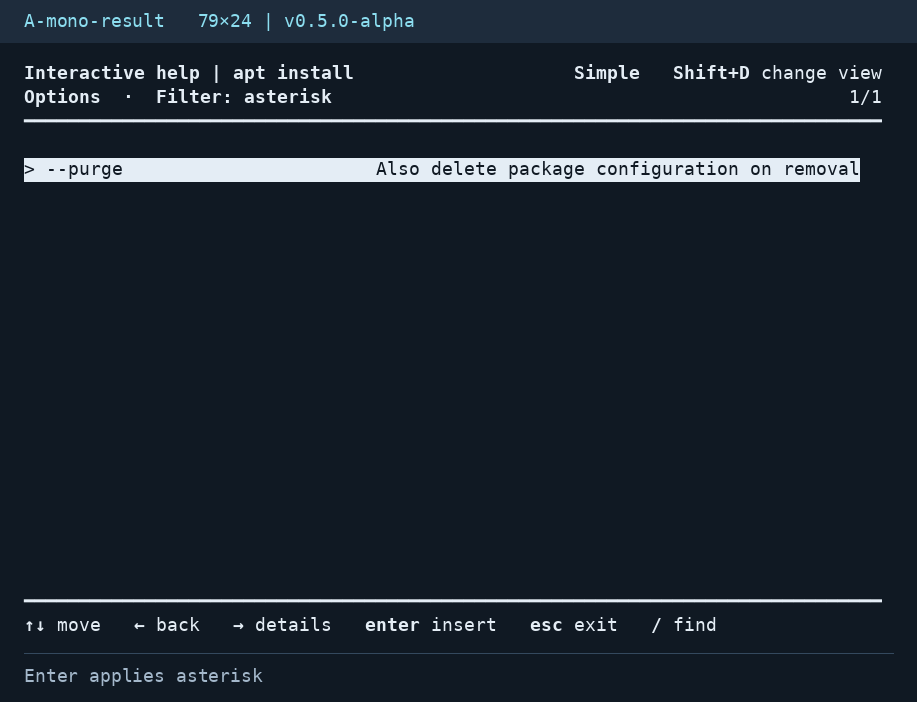 A-mono-result   79×24 | v0.5.0-alpha
Interactive help | apt install   Simple   Shift+D change view
Options  ·  Filter: asterisk   1/1
> --purge   Also delete package configuration on removal
↑↓ move   ← back   → details   enter insert   esc exit   / find
Enter applies asterisk